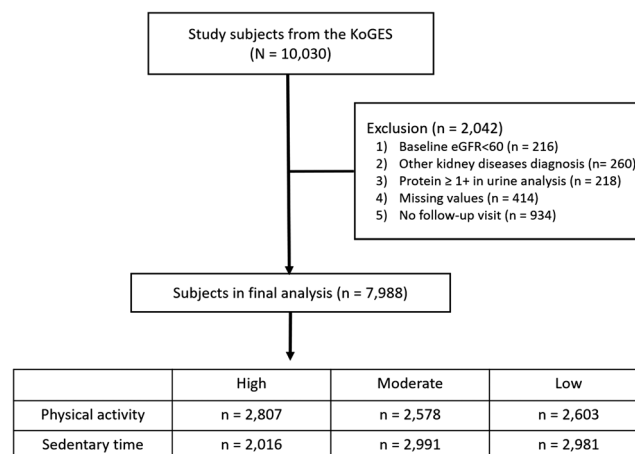 Study subjects from the KoGES
(N = 10,030)
Exclusion (n = 2,042)
1) Baseline eGFR<60 (n = 216)
2) Other kidney diseases diagnosis (n= 260)
3) Protein ≥ 1+ in urine analysis (n = 218)
4) Missing values (n = 414)
5) No follow-up visit (n = 934)
Subjects in final analysis (n = 7,988)
High Moderate Low
Physical activity n = 2,807 n = 2,578 n = 2,603
Sedentary time n = 2,016 n = 2,991 n = 2,981